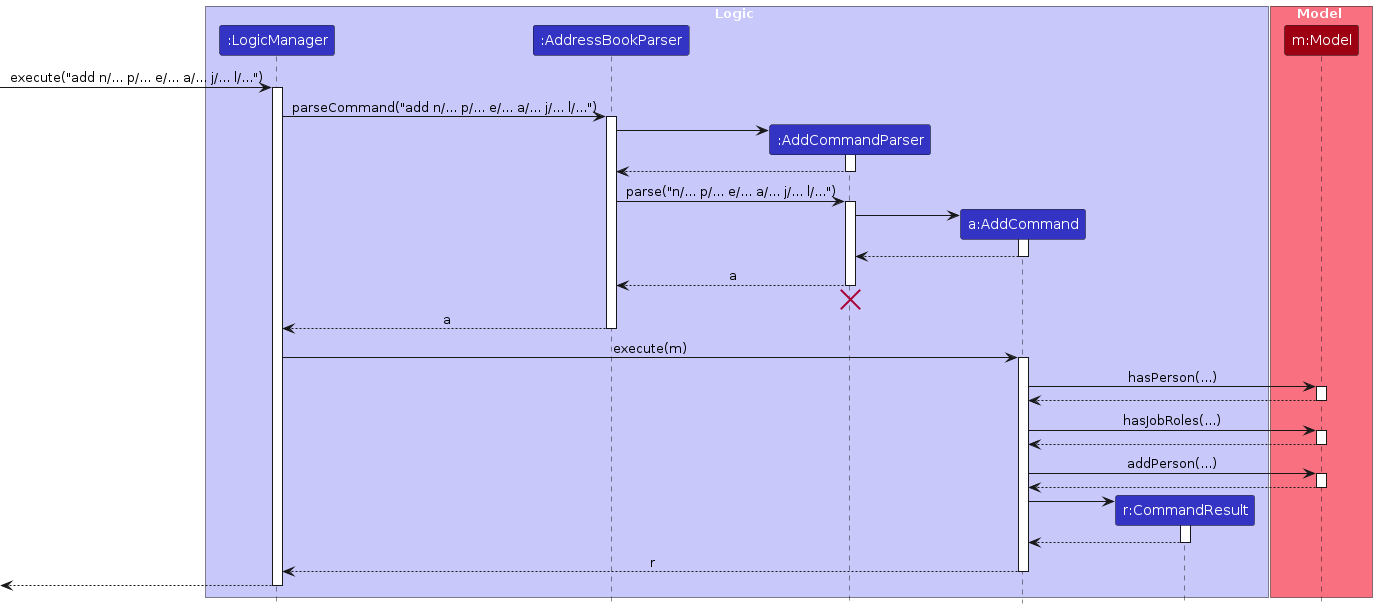 Logic
Model
:LogicManager
:AddressBookParser
m:Model
execute("add n/... p/... e/... a/... j/... l/...")
parseCommand("add n/... p/... e/... a/... j/... l/...")
:AddCommandParser
parse("n/... p/... e/... a/... j/... l/...")
a:AddCommand
a
a
execute(m)
hasPerson(...)
hasJobRoles(...)
addPerson(...)
r:CommandResult
r